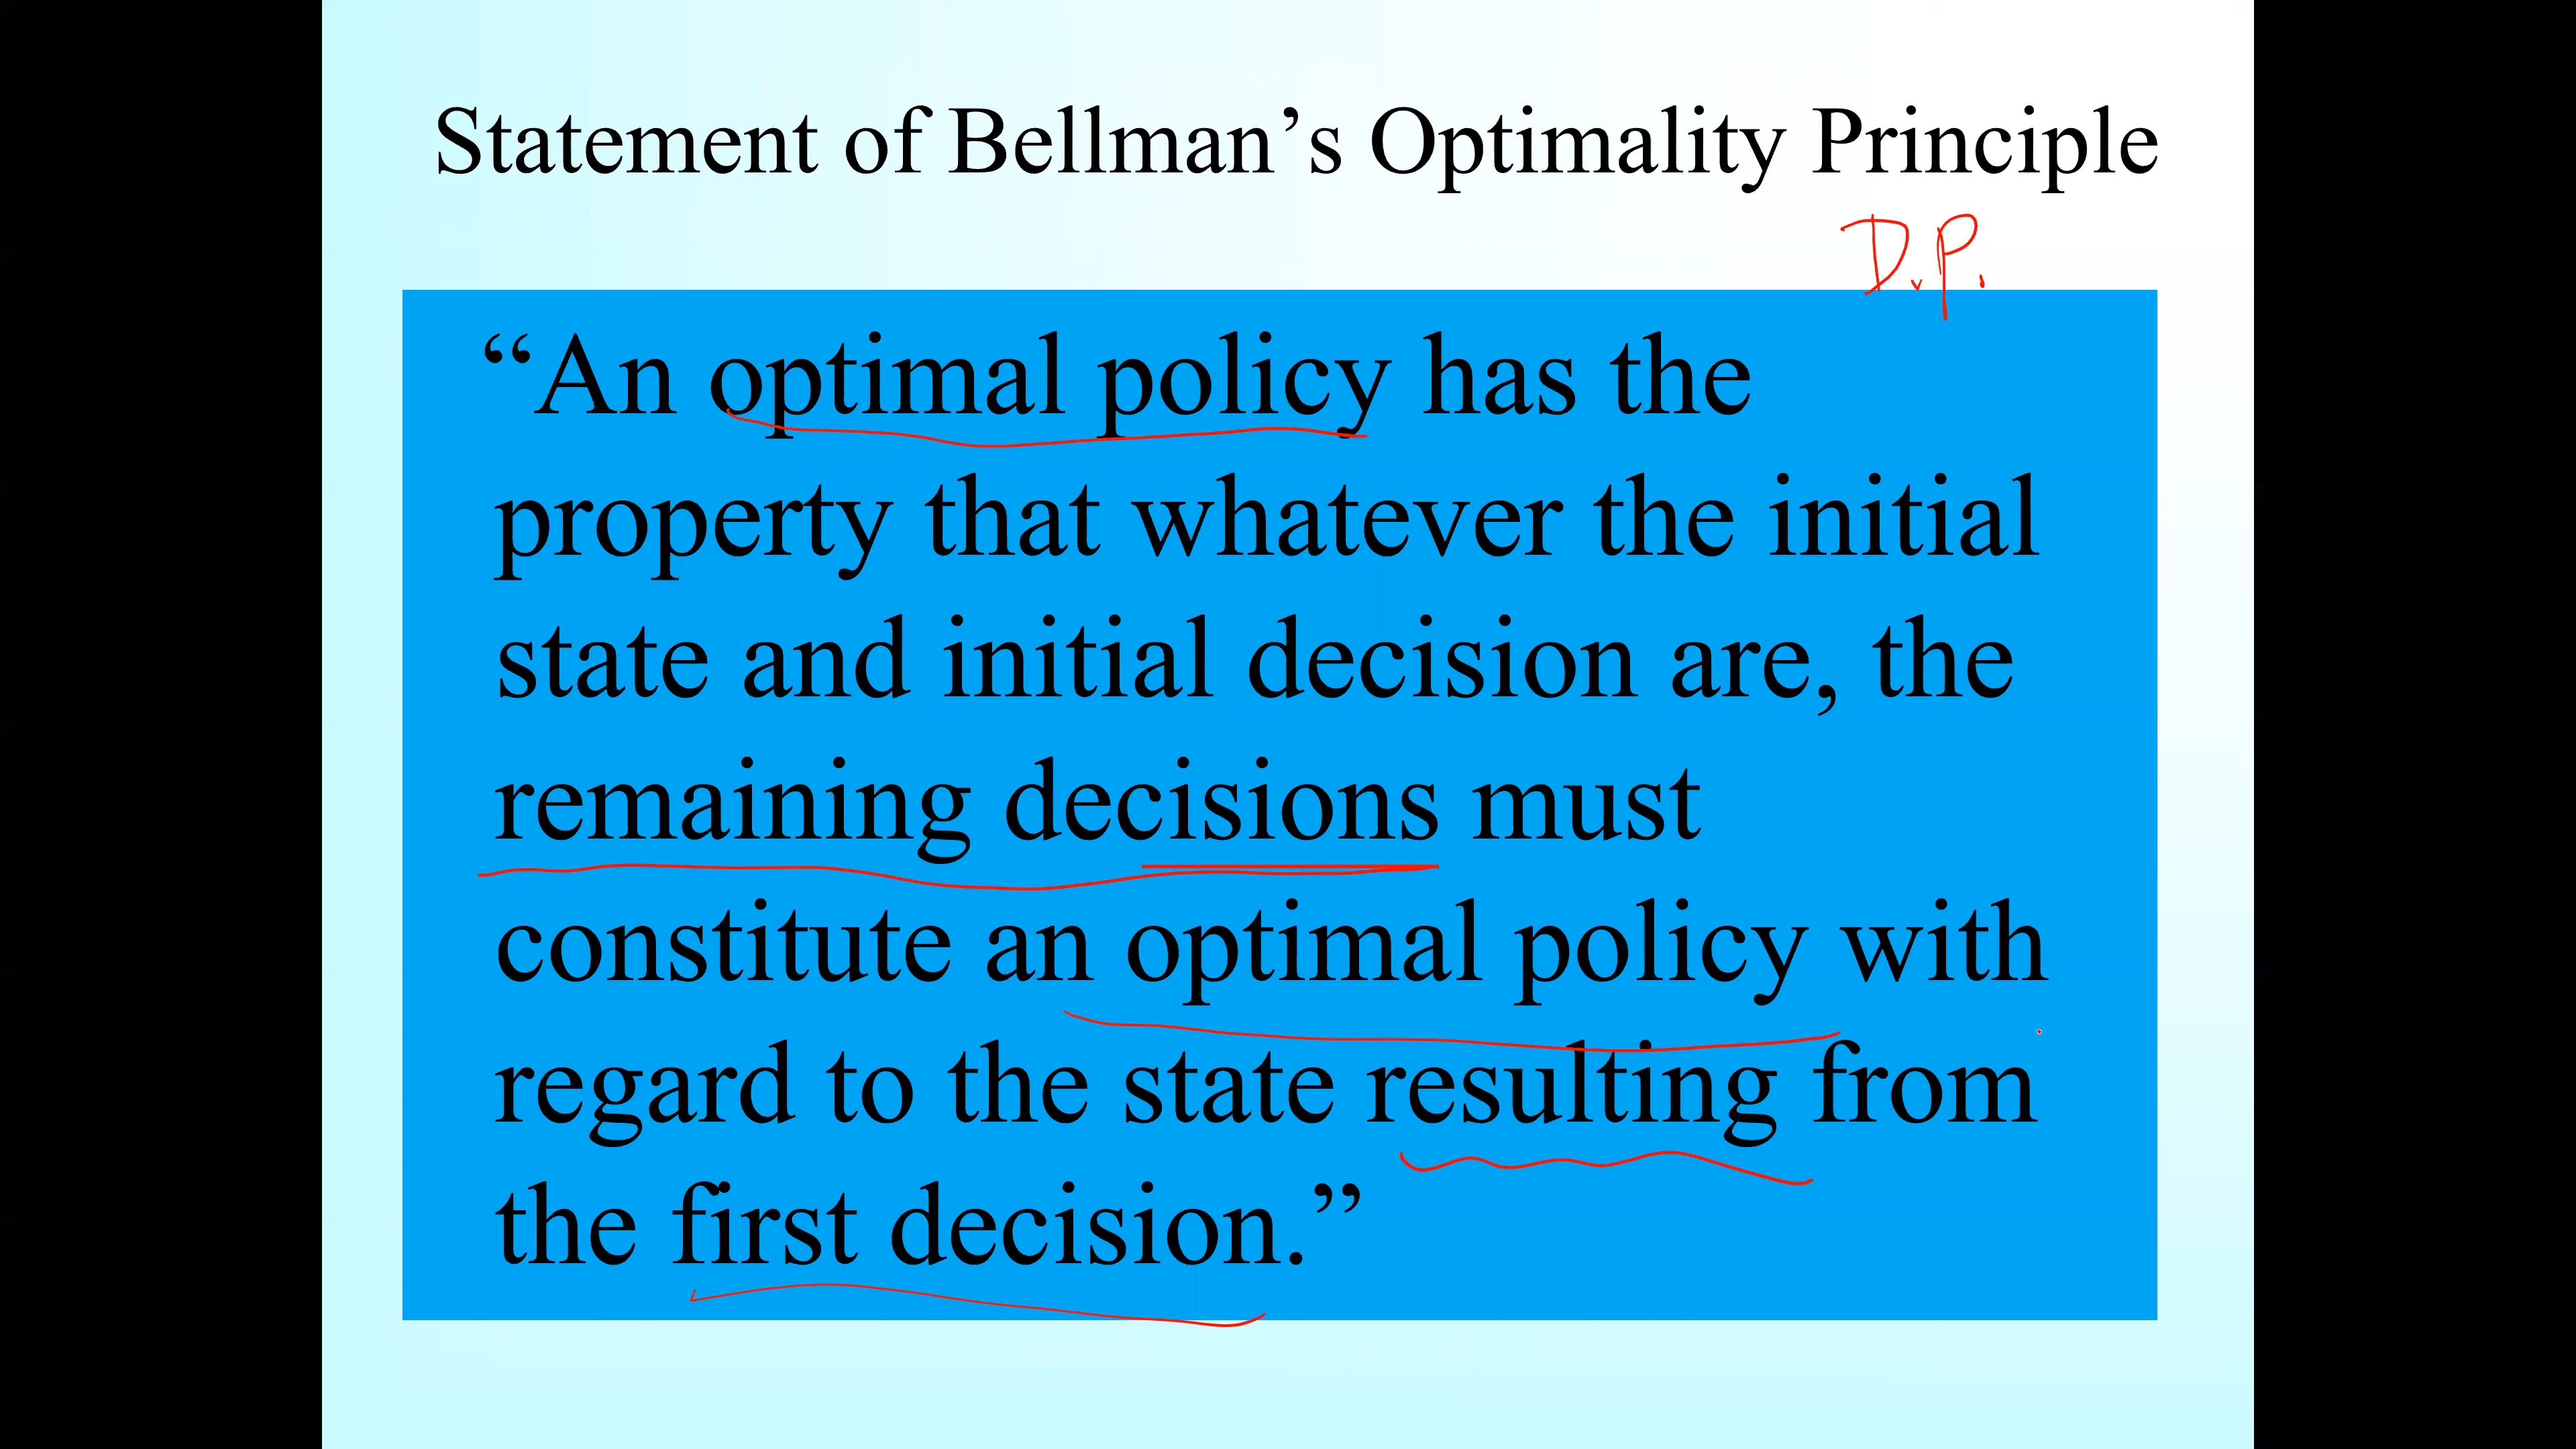 Statement of Bellman’s Optimality Principle
D.P.
“An optimal policy has the
property that whatever the initial
state and initial decision are, the
remaining decisions must
constitute an optimal policy with
regard to the state resulting from
the first decision.”